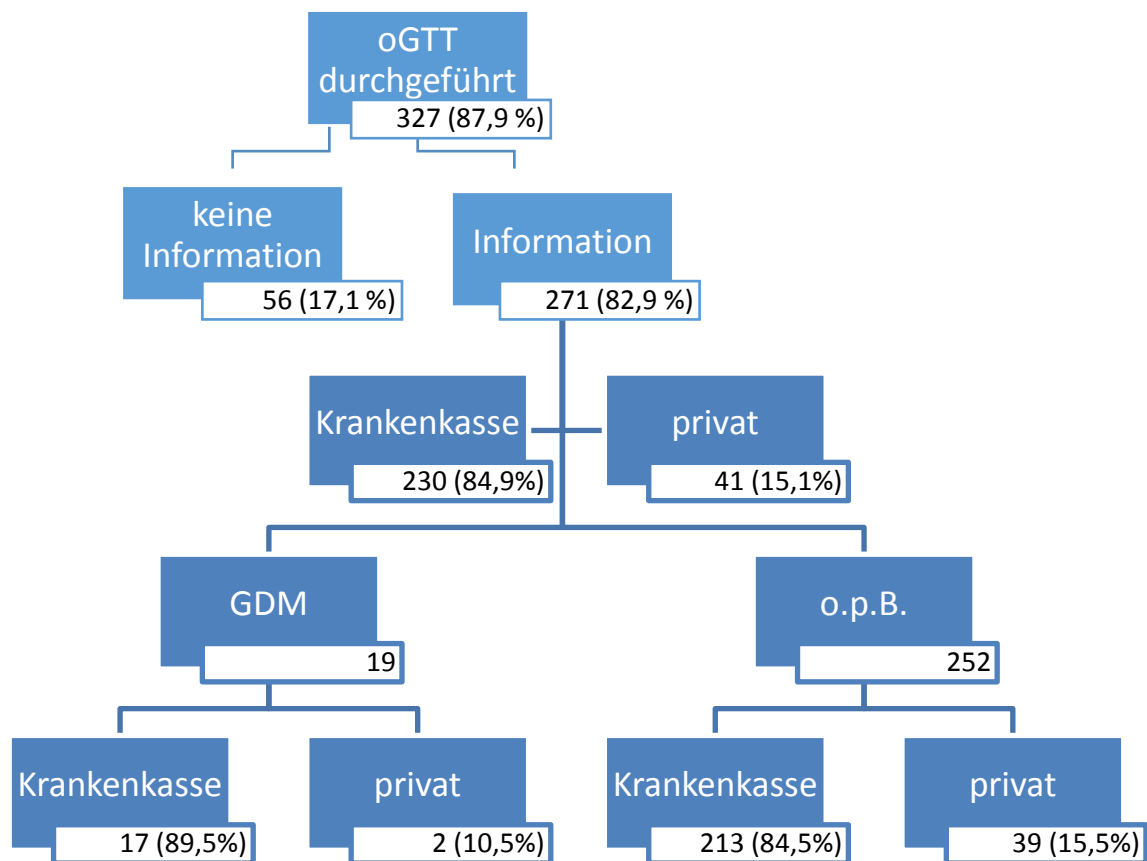 oGTT
durchgeführt
327 (87,9 %)
keine
Information
56 (17,1 %)
Information
271 (82,9 %)
Krankenkasse
230 (84,9%)
privat
41 (15,1%)
GDM
19
o.p.B.
252
Krankenkasse
17 (89,5%)
privat
2 (10,5%)
Krankenkasse
213 (84,5%)
privat
39 (15,5%)